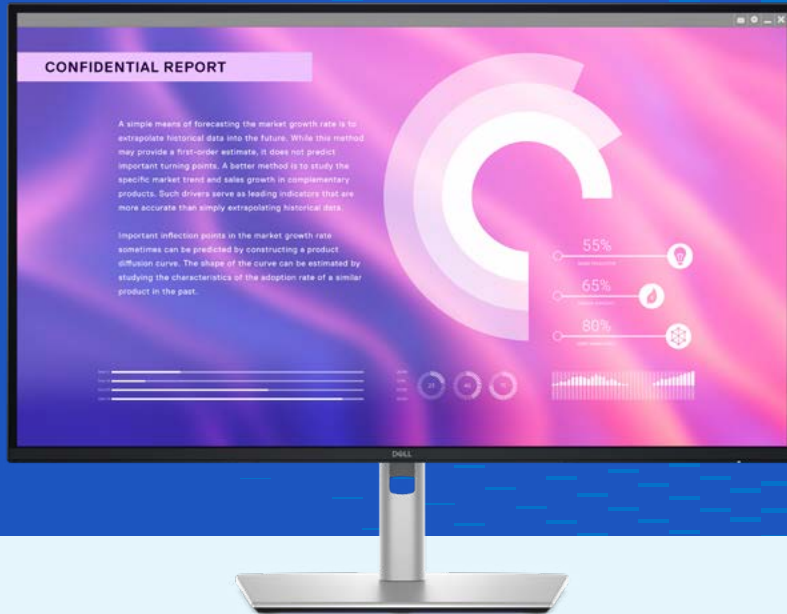 CONFIDENTIAL REPORT
A simple means of forecasting the market growth rate is to
extrapolate historical data into the future. While this method
may provide a first-order estimate, it does not predict
important turning points. A better method is to study the
specific market trend and sales growth in complementary
products. Such drivers serve as leading indicators that are
more accurate than simply extrapolating historical data.
Important inflection points in the market growth rate
sometimes can be predicted by constructing a product
diffusion curve. The shape of the curve can be estimated by
studying the characteristics of the adoption rate of a similar
product in the past.
55%
65%
80%
DELL